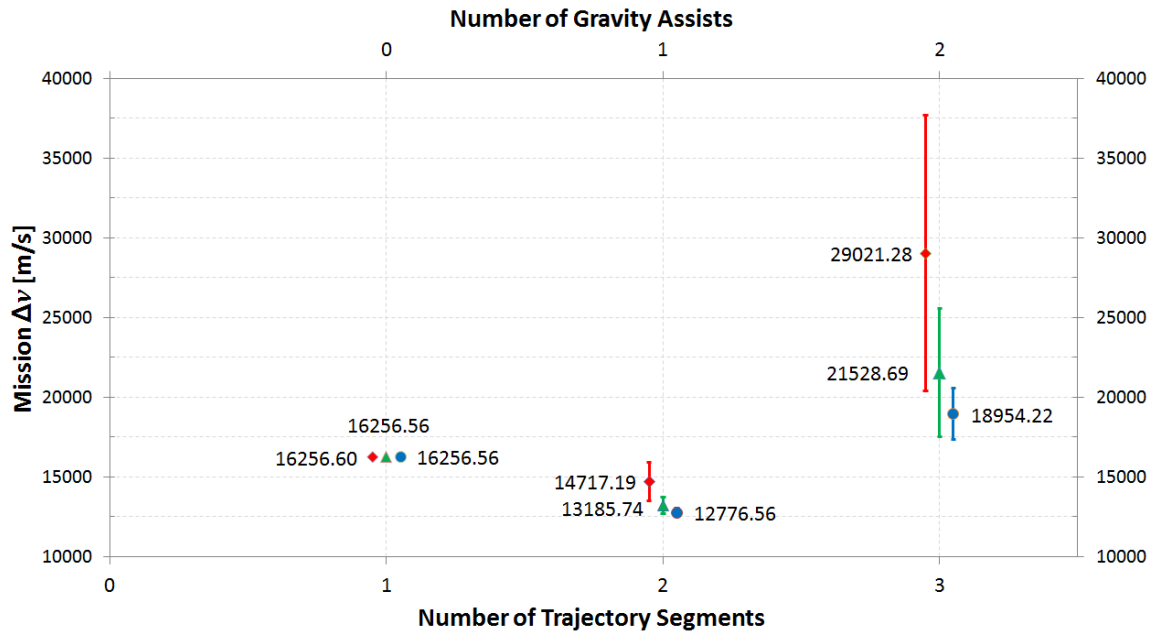 Number of Gravity Assists
0 1 2
40000 40000
35000 35000
30000 30000
29021.28
25000 25000
21528.69
20000 20000
18954.22
16256.56
16256.60 16256.56
15000 15000
14717.19
13185.74 12776.56
10000 10000
0 1 2 3
Number of Trajectory Segments
Mission Δv [m/s]